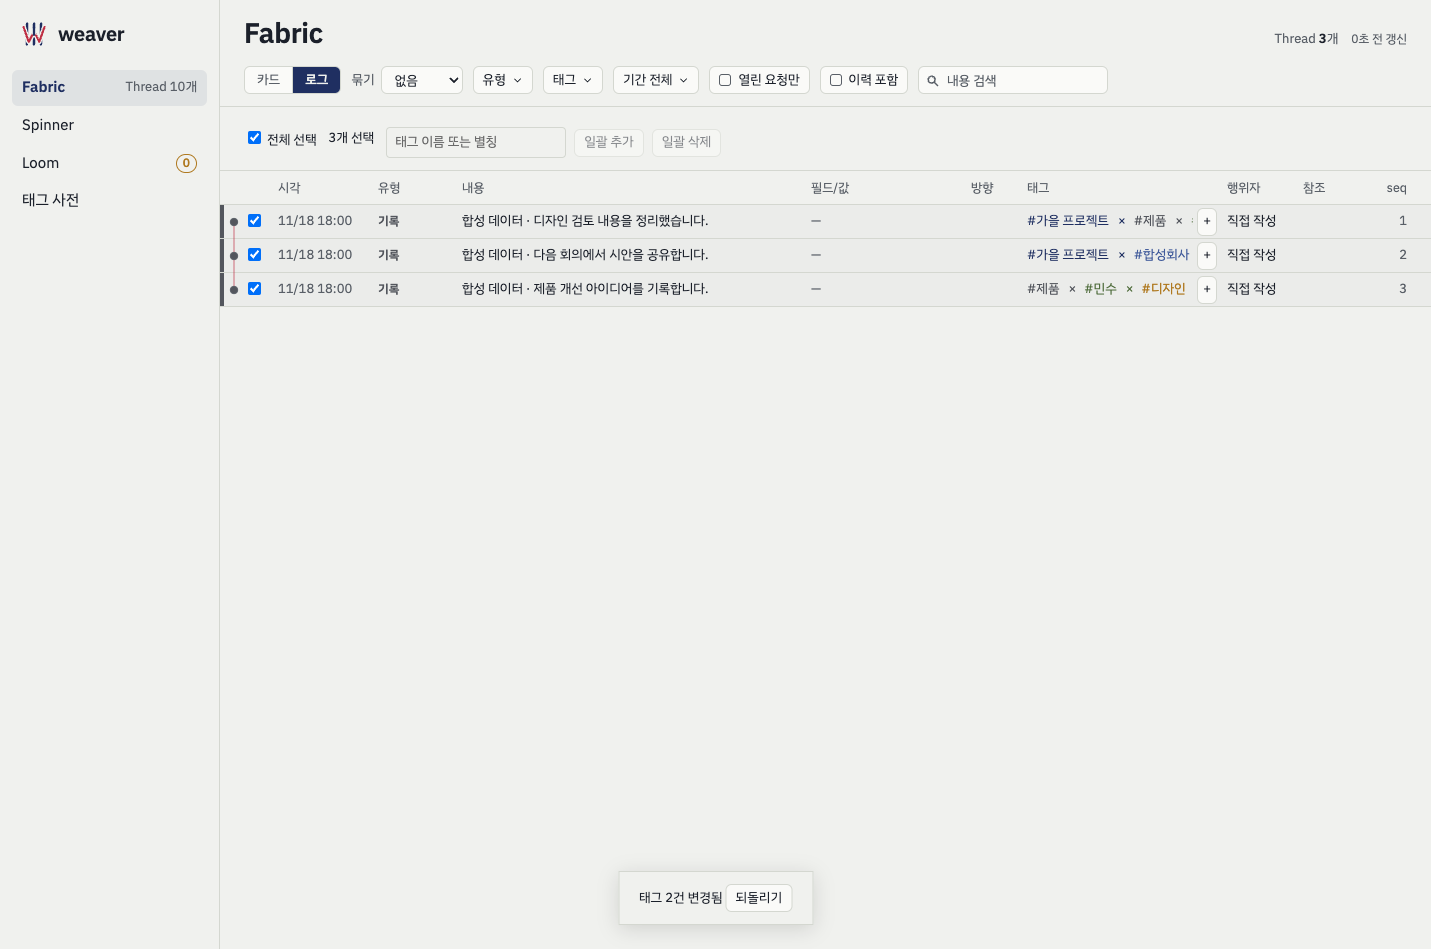 weaver
Fabric Thread 10개
Spinner
Loom 0
태그 사전
Fabric
Thread 3개 0초 전 갱신
카드 로그 묶기 없음 유형 태그 기간 전체 열린 요청만 이력 포함 내용 검색
전체 선택 3개 선택 태그 이름 또는 별칭 일괄 추가 일괄 삭제
시각 유형 내용 필드/값 방향 태그 행위자 참조 seq
11/18 18:00 기록 합성 데이터 · 디자인 검토 내용을 정리했습니다. — #가을 프로젝트 × #제품 × + 직접 작성 1
11/18 18:00 기록 합성 데이터 · 다음 회의에서 시안을 공유합니다. — #가을 프로젝트 × #합성회사 + 직접 작성 2
11/18 18:00 기록 합성 데이터 · 제품 개선 아이디어를 기록합니다. — #제품 × #민수 × #디자인 + 직접 작성 3
태그 2건 변경됨 되돌리기